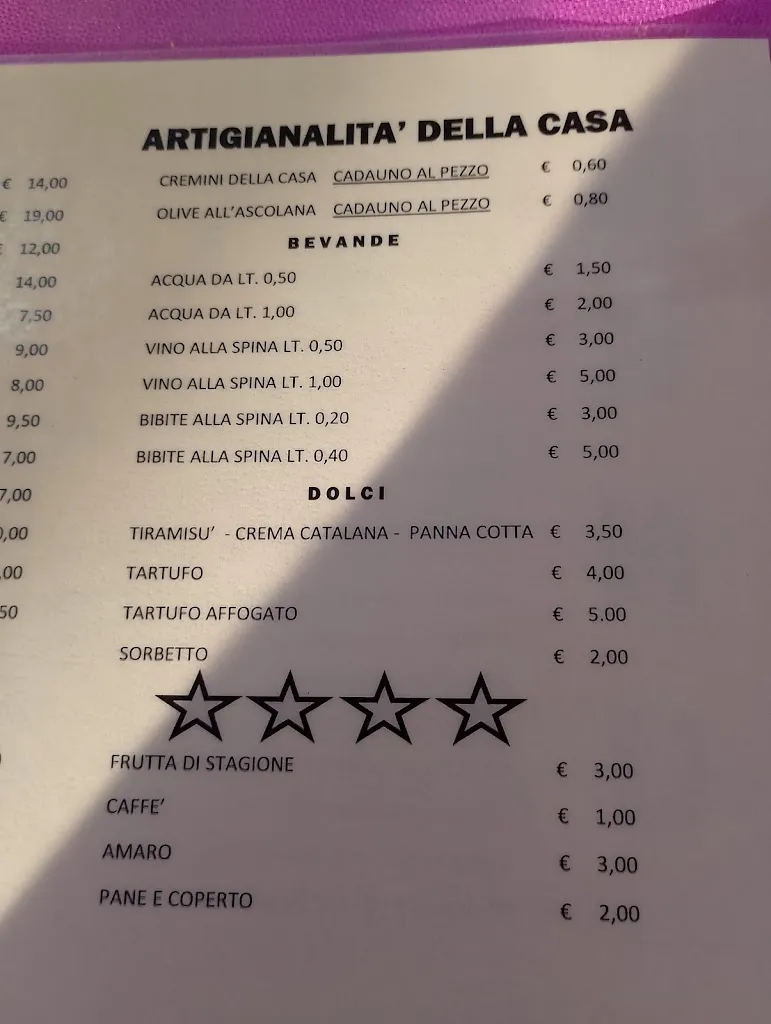 ARTIGIANALITA' DELLA CASA
CREMINI DELLA CASA CADAUNO AL PEZZO € 0,60
OLIVE ALL'ASCOLANA CADAUNO AL PEZZO € 0,80
BEVANDE
ACQUA DA LT. 0,50 € 1,50
ACQUA DA LT. 1,00 € 2,00
VINO ALLA SPINA LT. 0,50 € 3,00
VINO ALLA SPINA LT. 1,00 € 5,00
BIBITE ALLA SPINA LT. 0,20 € 3,00
BIBITE ALLA SPINA LT. 0,40 € 5,00
DOLCI
TIRAMISU' - CREMA CATALANA - PANNA COTTA € 3,50
TARTUFO € 4,00
TARTUFO AFFOGATO € 5.00
SORBETTO € 2,00
FRUTTA DI STAGIONE € 3,00
CAFFE' € 1,00
AMARO € 3,00
PANE E COPERTO € 2,00
€ 14,00
€ 19,00
€ 12,00
14,00
7,50
9,00
8,00
9,50
7,00
7,00